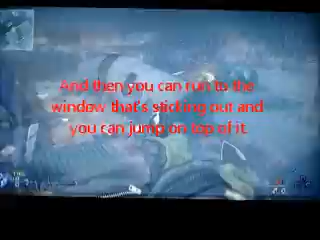 And then you can run to the
window that's sticking out and
you can jump on top of it.